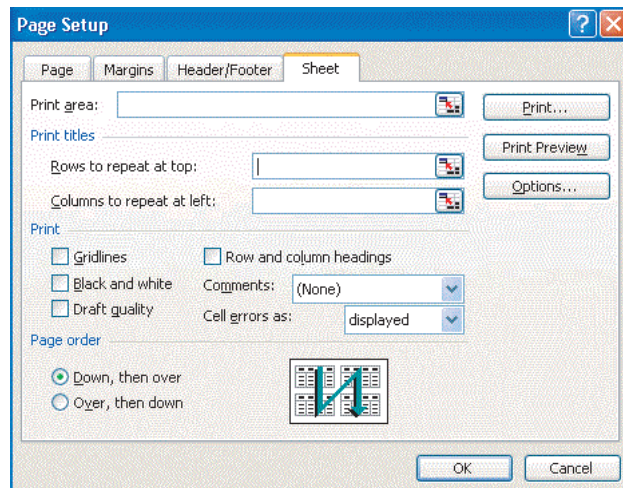 Page Setup
Page Margins Header/Footer Sheet
Print area:
Print...
Print titles
Print Preview
Rows to repeat at top:
Options...
Columns to repeat at left:
Print
Gridlines
Row and column headings
Black and white
Comments: (None)
Draft quality
Cell errors as: displayed
Page order
Down, then over
Over, then down
OK Cancel